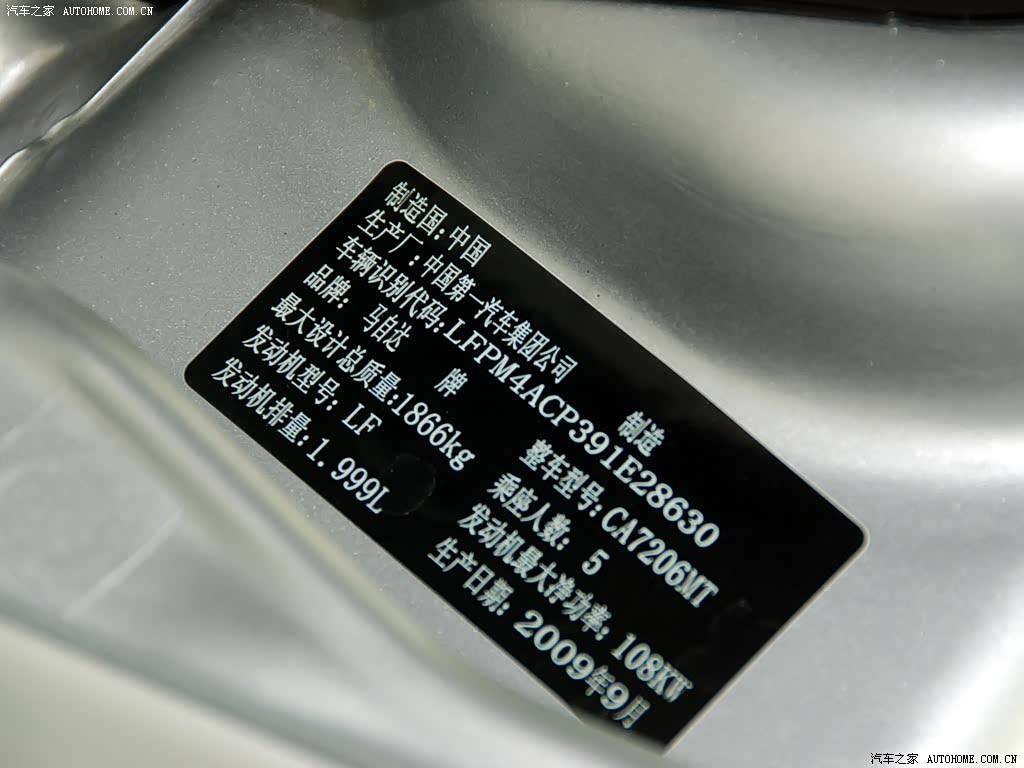 汽车之家 AUTOHOME.COM.CN
制造国:中国
生产厂:中国第一汽车集团公司 制造
车辆识别代码:LFPM4ACP391E28630
品牌: 马自达 牌 整车型号:CA7206MT
最大设计总质量:1866kg 乘座人数: 5
发动机型号: LF 发动机最大净功率: 108KW
发动机排量:1.999L 生产日期: 2009年9月
汽车之家 AUTOHOME.COM.CN